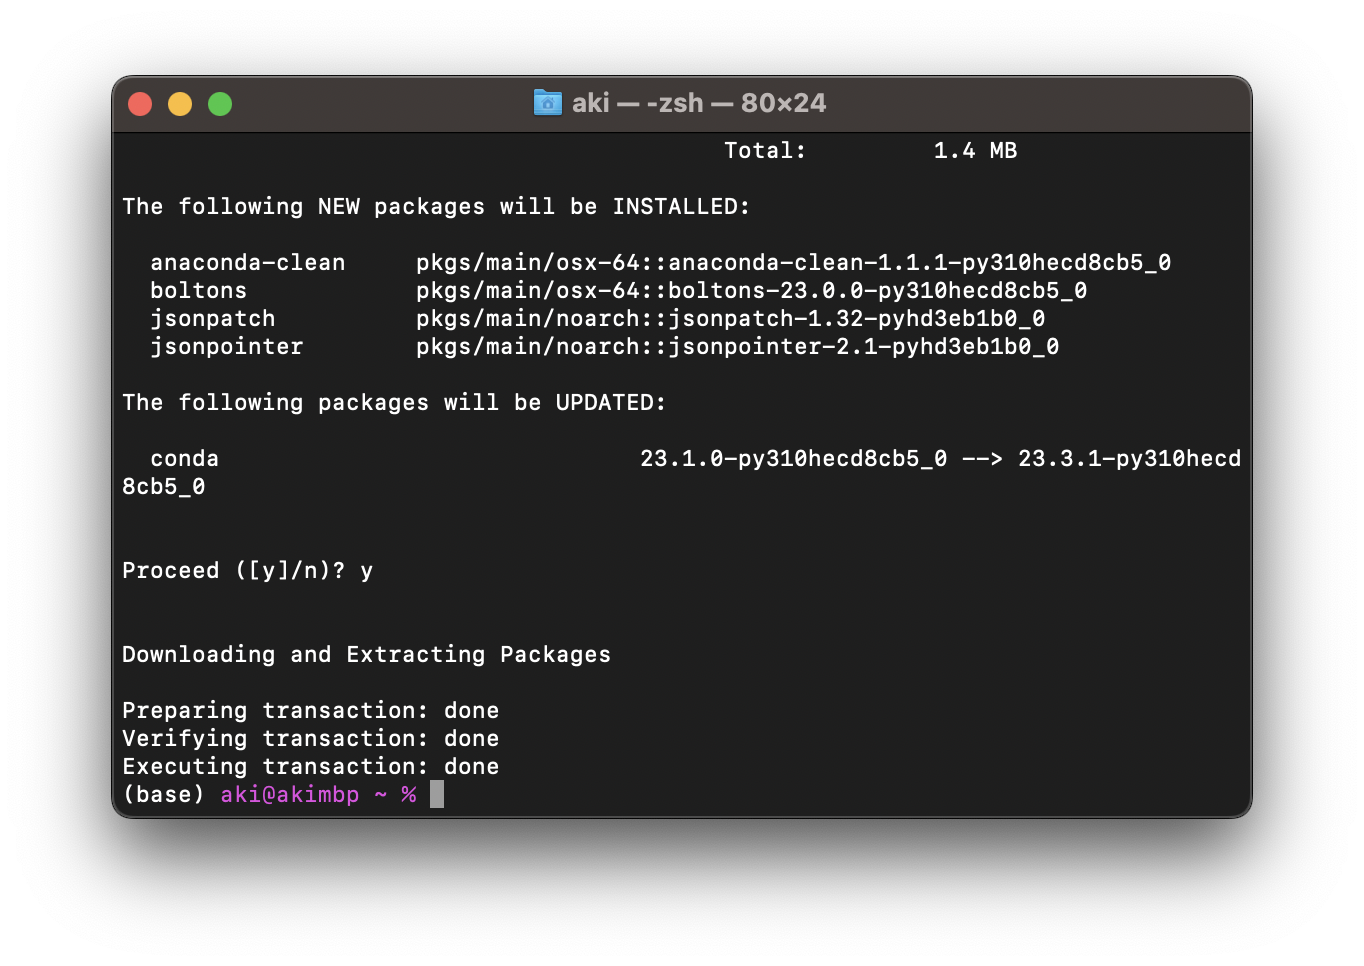 aki — -zsh — 80×24
Total: 1.4 MB
The following NEW packages will be INSTALLED:
anaconda-clean pkgs/main/osx-64::anaconda-clean-1.1.1-py310hecd8cb5_0
boltons pkgs/main/osx-64::boltons-23.0.0-py310hecd8cb5_0
jsonpatch pkgs/main/noarch::jsonpatch-1.32-pyhd3eb1b0_0
jsonpointer pkgs/main/noarch::jsonpointer-2.1-pyhd3eb1b0_0
The following packages will be UPDATED:
conda 23.1.0-py310hecd8cb5_0 --> 23.3.1-py310hecd
8cb5_0
Proceed ([y]/n)? y
Downloading and Extracting Packages
Preparing transaction: done
Verifying transaction: done
Executing transaction: done
(base) aki@akimbp ~ %